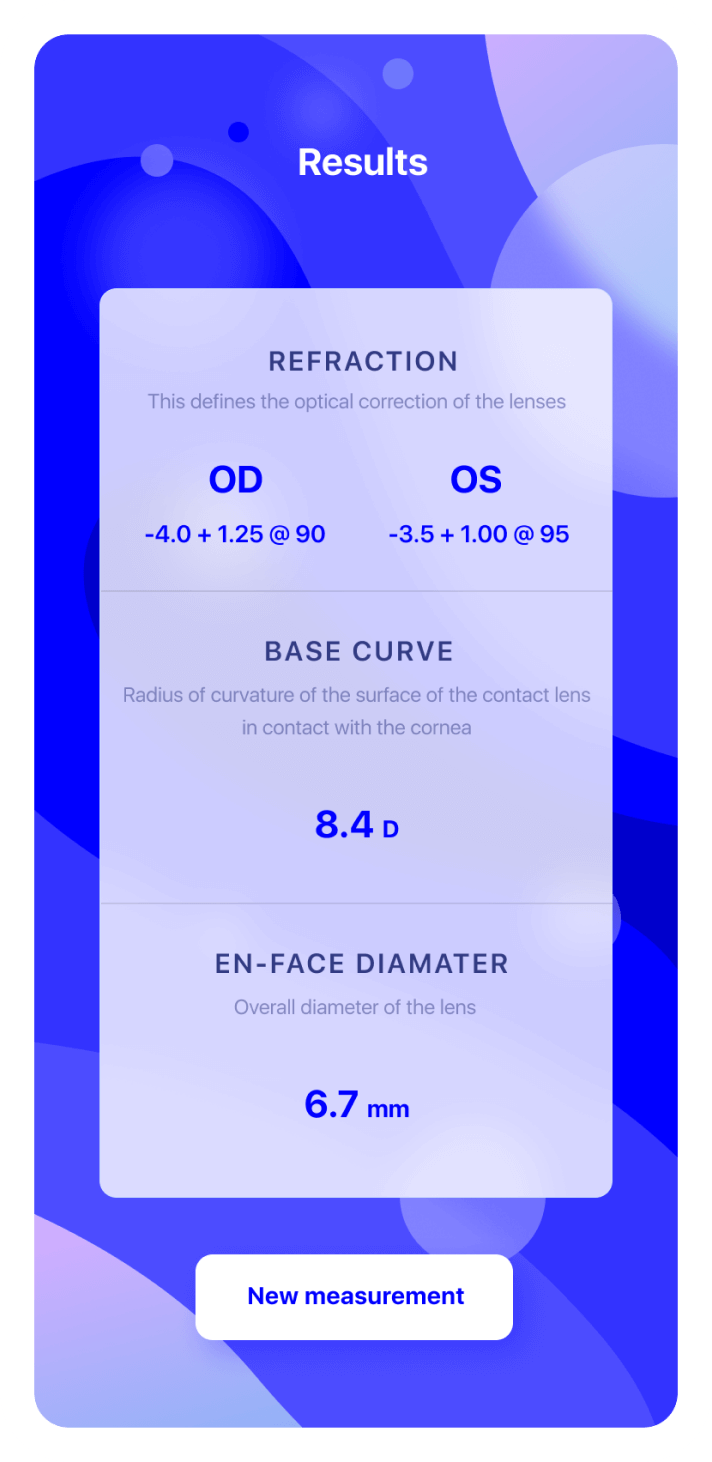 Results
REFRACTION
This defines the optical correction of the lenses
OD OS
-4.0 + 1.25 @ 90 -3.5 + 1.00 @ 95
BASE CURVE
Radius of curvature of the surface of the contact lens
in contact with the cornea
8.4 D
EN-FACE DIAMATER
Overall diameter of the lens
6.7 mm
New measurement